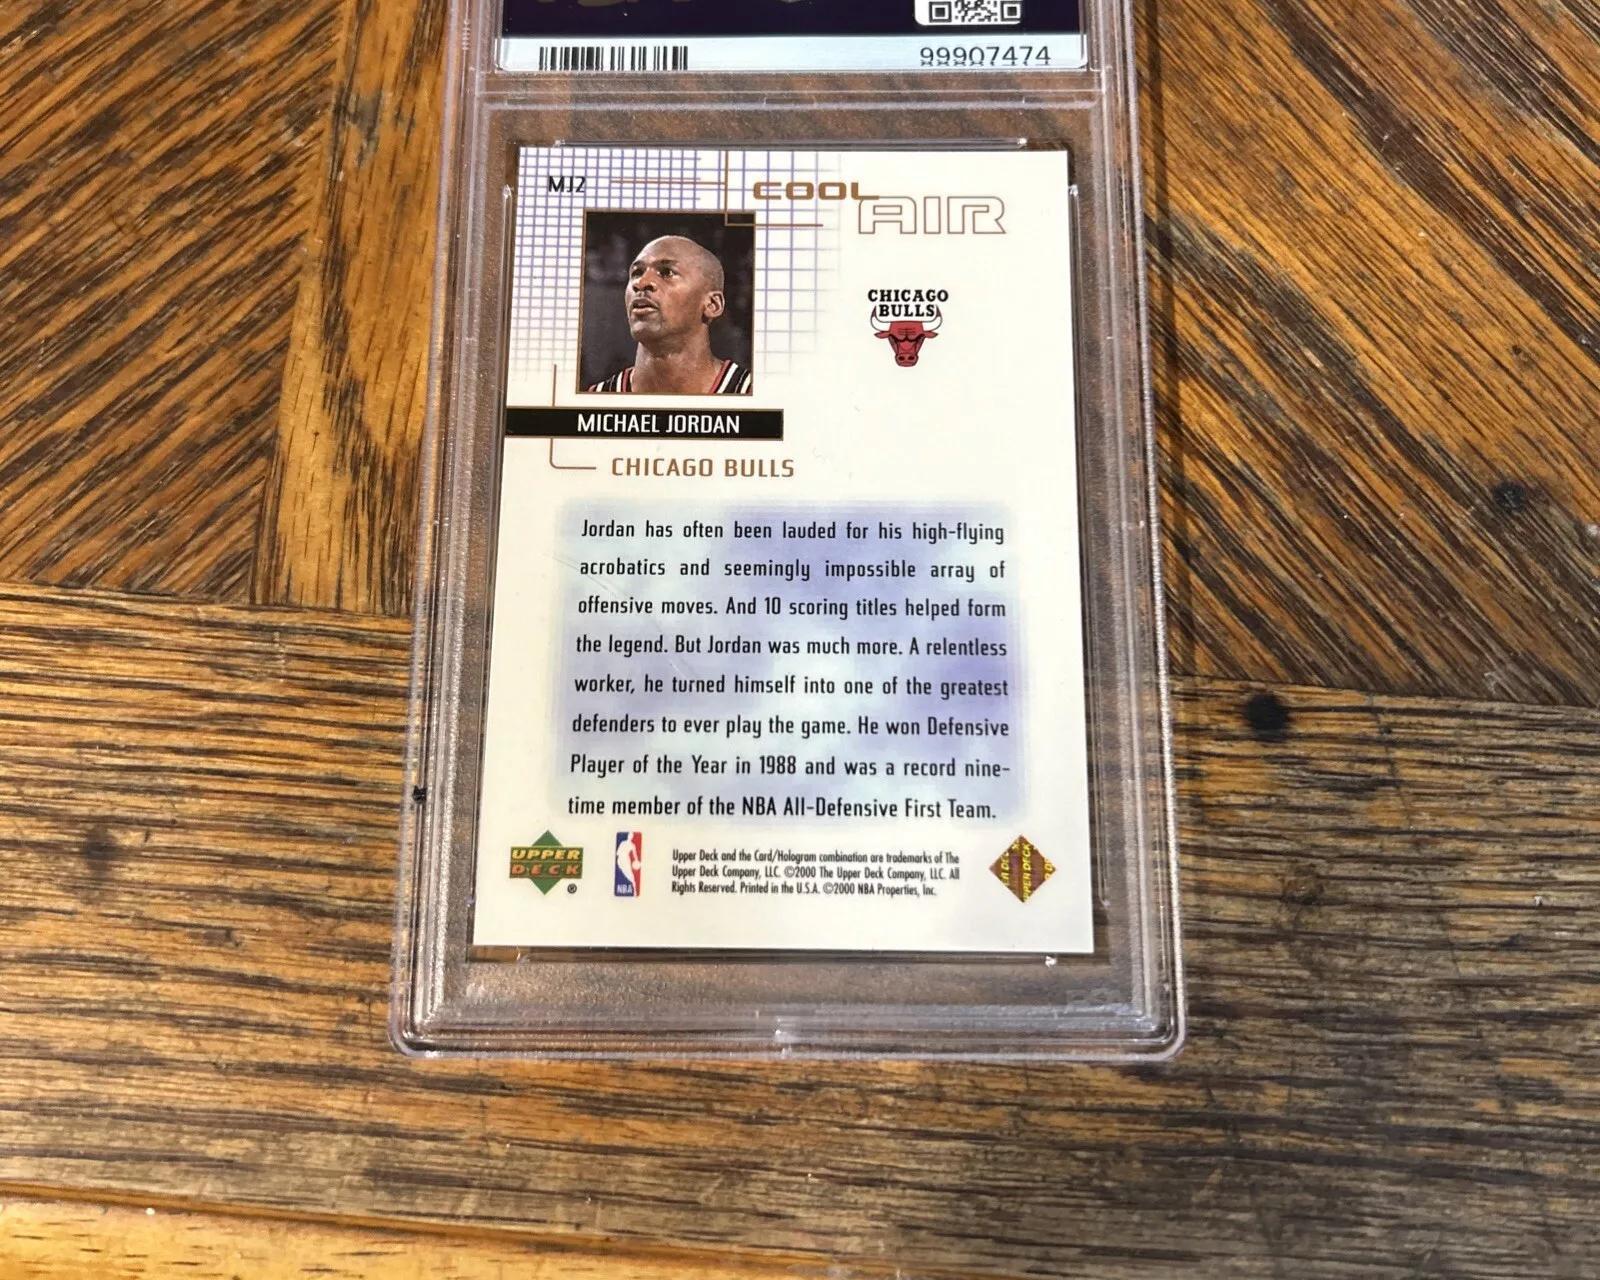 99907474
MJ2
COOL
AIR
CHICAGO
BULLS
MICHAEL JORDAN
CHICAGO BULLS
Jordan has often been lauded for his high-flying
acrobatics and seemingly impossible array of
offensive moves. And 10 scoring titles helped form
the legend. But Jordan was much more. A relentless
worker, he turned himself into one of the greatest
defenders to ever play the game. He won Defensive
Player of the Year in 1988 and was a record nine-
time member of the NBA All-Defensive First Team.
UPPER
DECK
®
NBA
Upper Deck and the Card/Hologram combination are trademarks of The
Upper Deck Company, LLC. ©2000 The Upper Deck Company, LLC. All
Rights Reserved. Printed in the U.S.A. ©2000 NBA Properties, Inc.